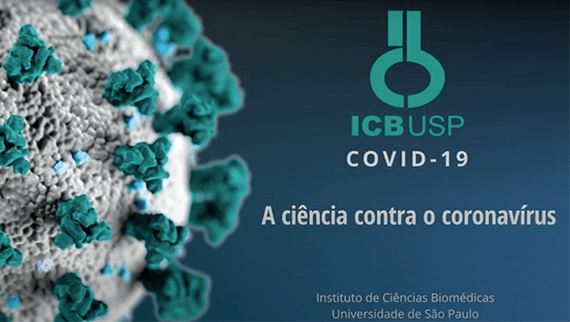 ICB USP
COVID-19
A ciência contra o coronavírus
Instituto de Ciências Biomédicas
Universidade de São Paulo